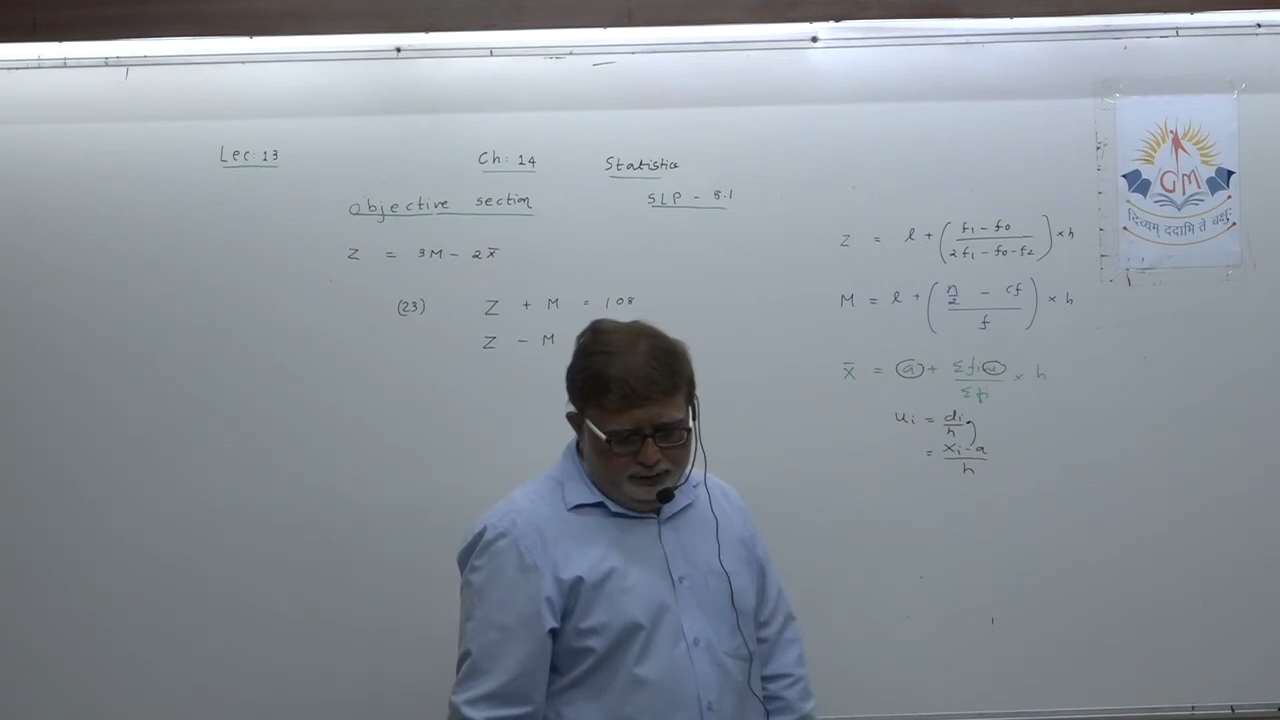 Lec: 13
Ch: 14 Statistics
objective section SLP - 8.1
Z = 3M - 2x̄
(23) Z + M = 108
Z - M
Z = l + ( f1 - f0 / 2f1 - f0 - f2 ) × h
M = l + ( n/2 - cf / f ) × h
x̄ = a + Σfiui / Σfi × h
ui = di / h
= xi - a / h
GM
दिव्यम् ददामि ते चक्षुः